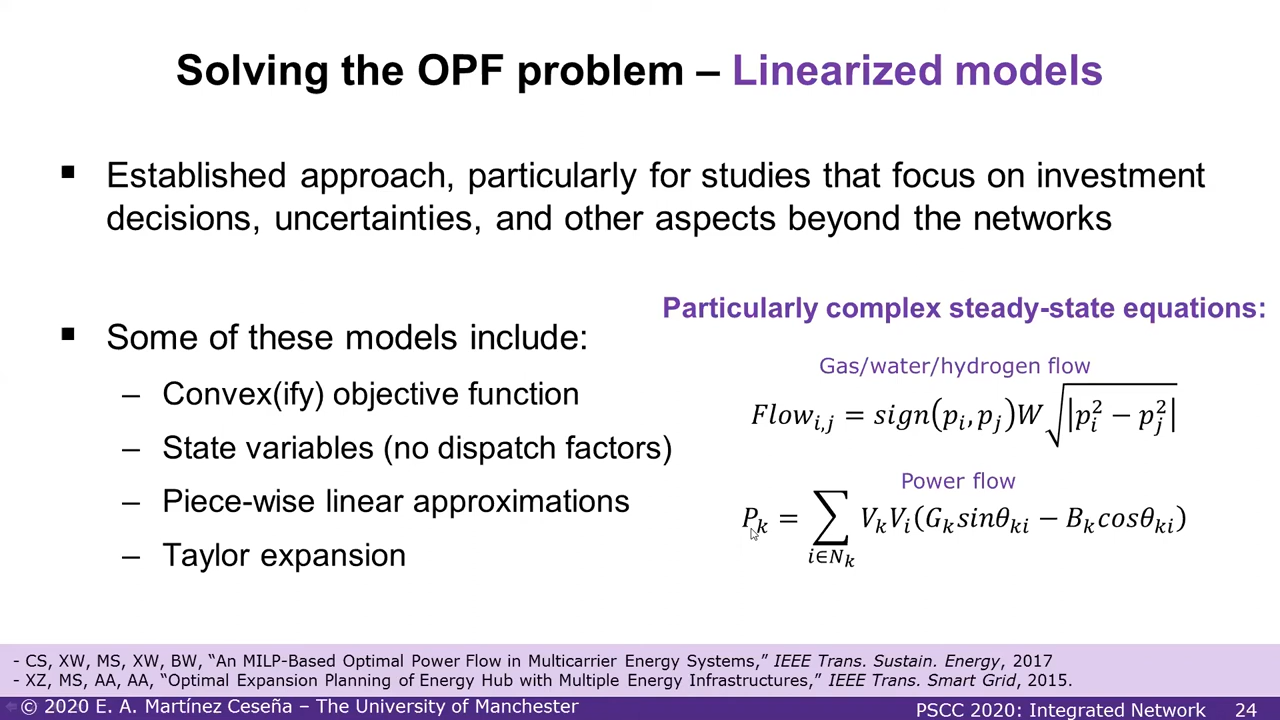 Solving the OPF problem – Linearized models
▪ Established approach, particularly for studies that focus on investment
decisions, uncertainties, and other aspects beyond the networks
▪ Some of these models include:
– Convex(ify) objective function
– State variables (no dispatch factors)
– Piece-wise linear approximations
– Taylor expansion
Particularly complex steady-state equations:
Gas/water/hydrogen flow
Flow_{i,j} = sign(p_i, p_j)W√|p_i^2 − p_j^2|
Power flow
P_k = ∑_{i∈N_k} V_kV_i(G_k sinθ_{ki} − B_k cosθ_{ki})
- CS, XW, MS, XW, BW, “An MILP-Based Optimal Power Flow in Multicarrier Energy Systems,” IEEE Trans. Sustain. Energy, 2017
- XZ, MS, AA, AA, “Optimal Expansion Planning of Energy Hub with Multiple Energy Infrastructures,” IEEE Trans. Smart Grid, 2015.
© 2020 E. A. Martínez Ceseña – The University of Manchester
PSCC 2020: Integrated Network 24